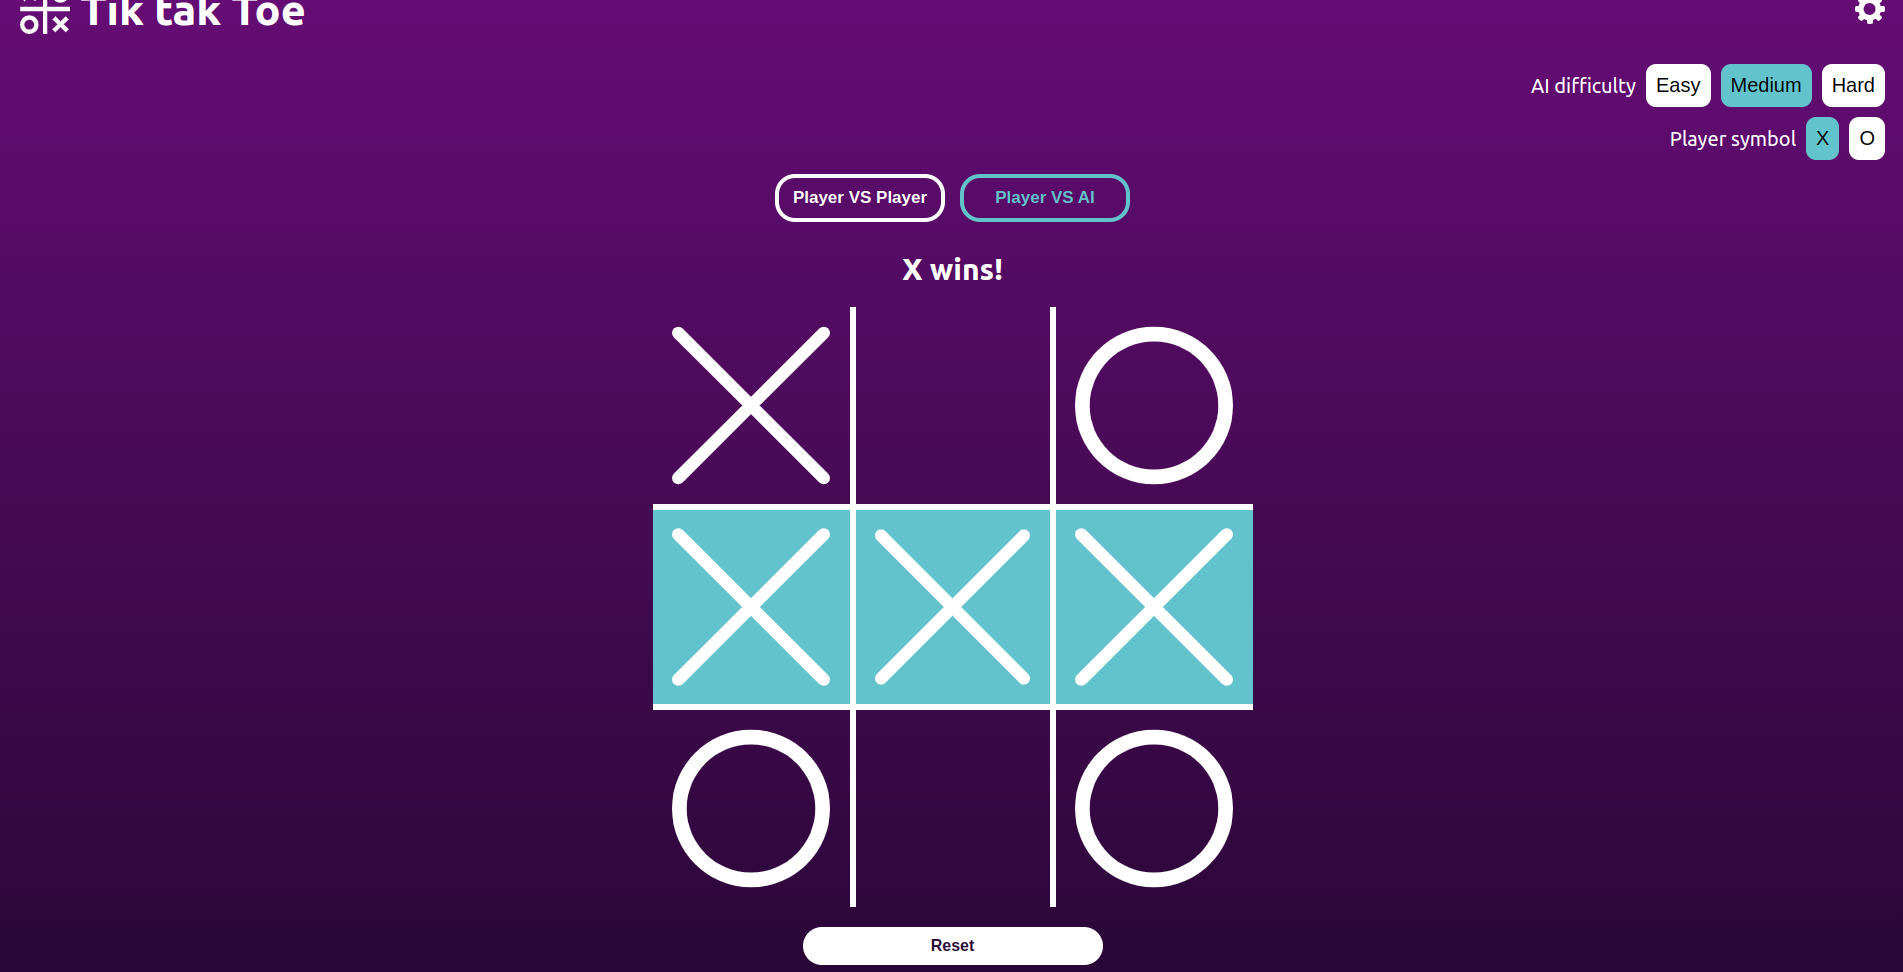 Tik tak Toe
AI difficulty Easy Medium Hard
Player symbol X O
Player VS Player Player VS AI
X wins!
X O
X X X
O O
Reset